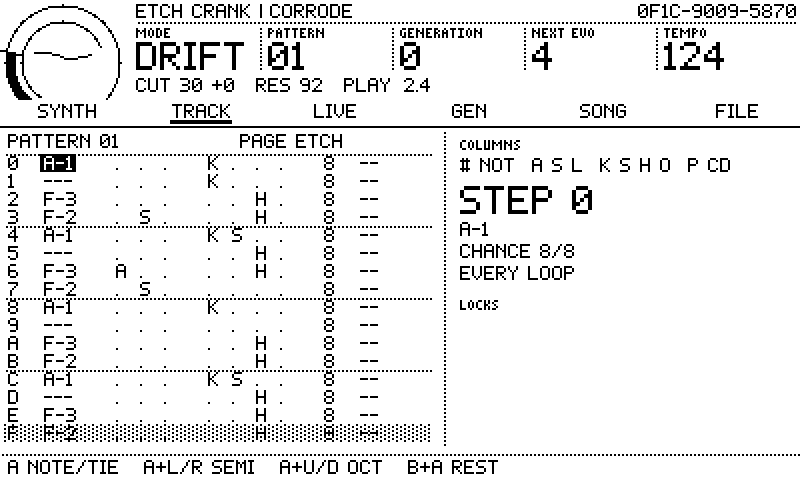 ETCH CRANK | CORRODE 0F1C-9009-5870
MODE PATTERN GENERATION NEXT EVO TEMPO
DRIFT 01 0 4 124
CUT 30 +0 RES 92 PLAY 2.4
SYNTH TRACK LIVE GEN SONG FILE
PATTERN 01 PAGE ETCH
0 A-1 . . . K . . . 8 --
1 --- . . . K . . . 8 --
2 F-3 . . . . . H . 8 --
3 F-2 . S . . . H . 8 --
4 A-1 . . . K S . . 8 --
5 --- . . . . . H . 8 --
6 F-3 A . . . . H . 8 --
7 F-2 . S . . . . . 8 --
8 A-1 . . . K . . . 8 --
9 --- . . . . . . . 8 --
A F-3 . . . . . H . 8 --
B F-2 . . . . . H . 8 --
C A-1 . . . K S . . 8 --
D --- . . . . . H . 8 --
E F-3 . . . . . H . 8 --
F F-2 . . . . . H . 8 --
COLUMNS
# NOT A S L K S H O P CD
STEP 0
A-1
CHANCE 8/8
EVERY LOOP
LOCKS
A NOTE/TIE A+L/R SEMI A+U/D OCT B+A REST